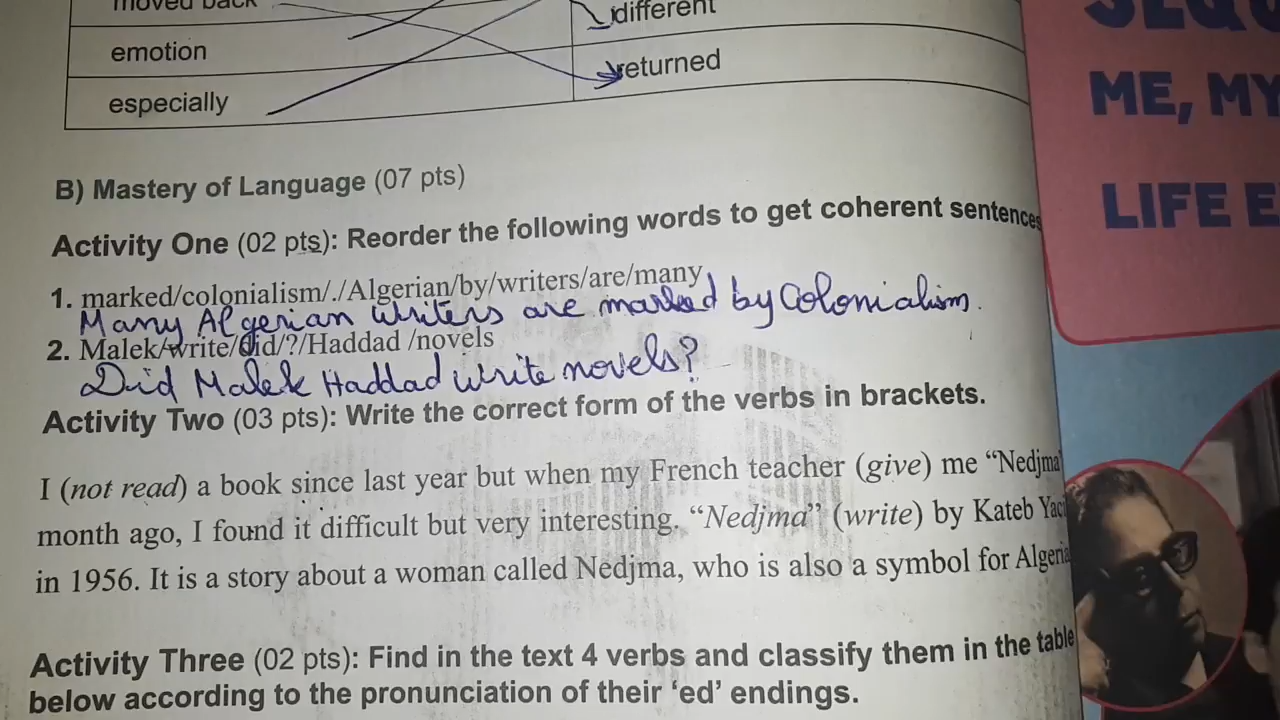 moved back
different
emotion
returned
especially
B) Mastery of Language (07 pts)
Activity One (02 pts): Reorder the following words to get coherent sentences
1. marked/colonialism/./Algerian/by/writers/are/many
Many Algerian writers are marked by Colonialism.
2. Malek/write/did/?/Haddad /novels
Did Malek Haddad write novels?
Activity Two (03 pts): Write the correct form of the verbs in brackets.
I (not read) a book since last year but when my French teacher (give) me “Nedjma
month ago, I found it difficult but very interesting. “Nedjma” (write) by Kateb
in 1956. It is a story about a woman called Nedjma, who is also a symbol for
Activity Three (02 pts): Find in the text 4 verbs and classify them in the table
below according to the pronunciation of their ‘ed’ endings.
ME, MY
LIFE